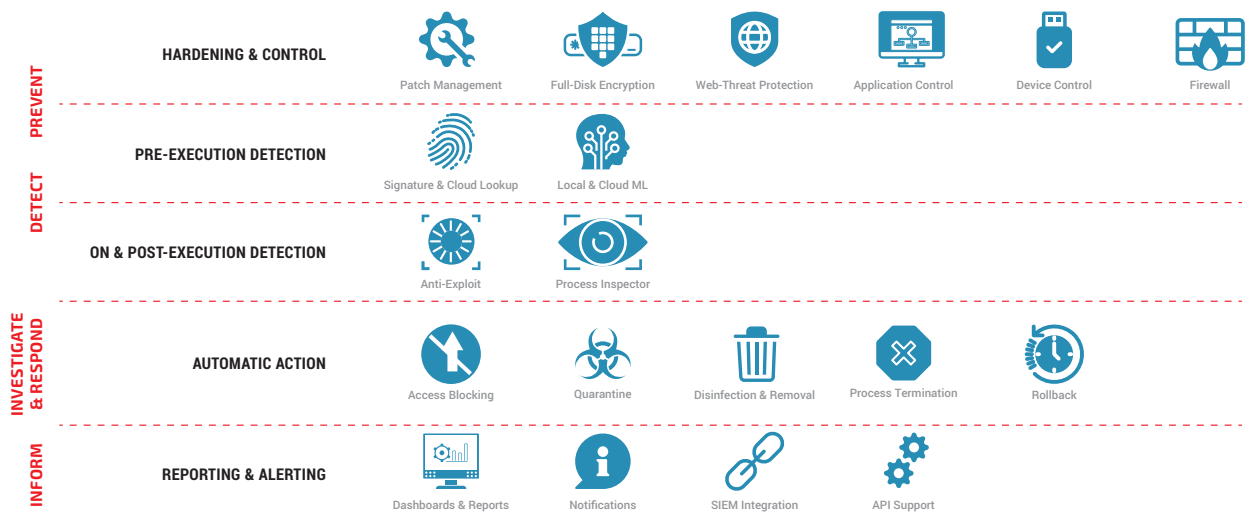 PREVENT
HARDENING & CONTROL
Patch Management
Full-Disk Encryption
Web-Threat Protection
Application Control
Device Control
Firewall
PRE-EXECUTION DETECTION
Signature & Cloud Lookup
Local & Cloud ML
DETECT
ON & POST-EXECUTION DETECTION
Anti-Exploit
Process Inspector
INVESTIGATE
& RESPOND
AUTOMATIC ACTION
Access Blocking
Quarantine
Disinfection & Removal
Process Termination
Rollback
INFORM
REPORTING & ALERTING
Dashboards & Reports
Notifications
SIEM Integration
API Support